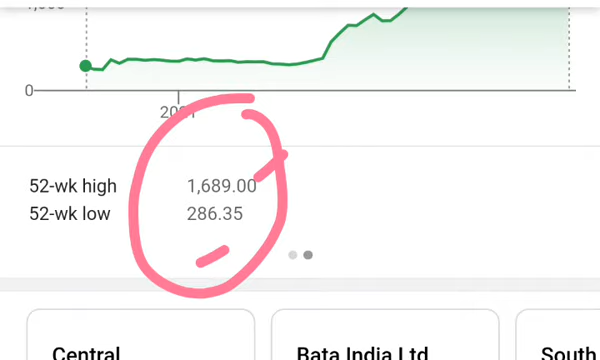 0
52-wk high 1,689.00
52-wk low 286.35
Central Bata India Ltd South